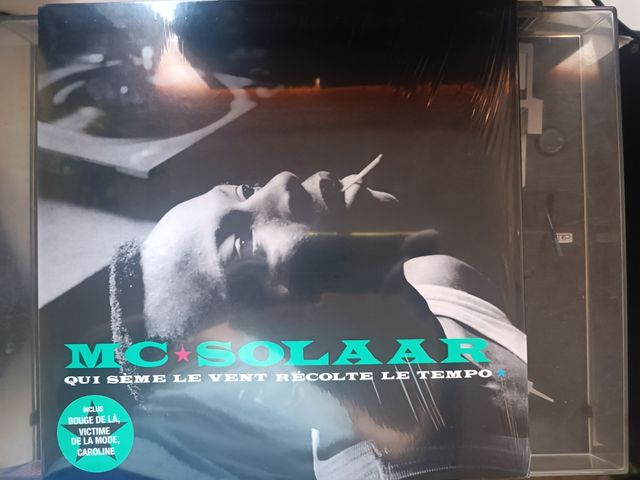 MC★SOLAAR
QUI SÈME LE VENT RÉCOLTE LE TEMPO★
INCLUS
BOUGE DE LÀ,
VICTIME
DE LA MODE,
CAROLINE